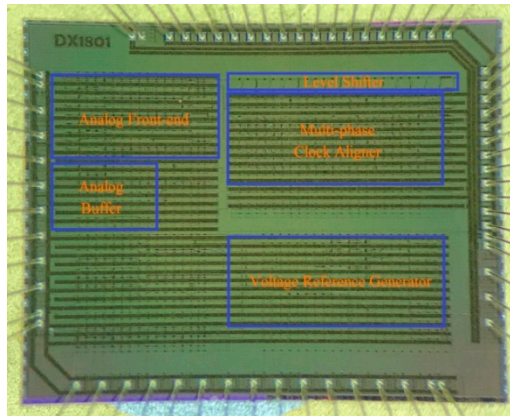 DX1801
Level Shifter
Analog Front-end
Multi-phase
Clock Aligner
Analog
Buffer
Voltage Reference Generator